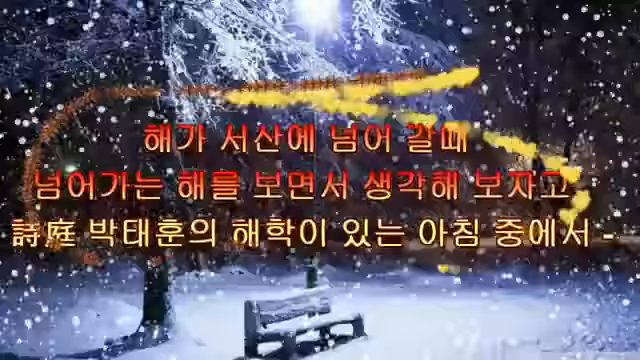 해가 서산에 넘어 갈때
넘어가는 해를 보면서 생각해 보자고
詩庭 박태훈의 해학이 있는 아침 중에서 -